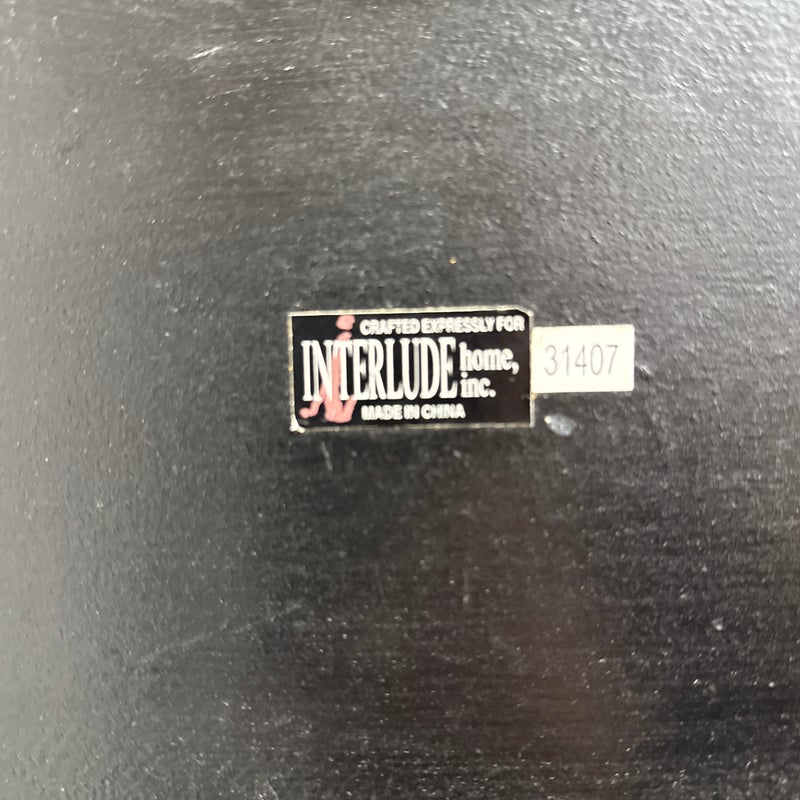 CRAFTED EXPRESSLY FOR
INTERLUDE home, inc.
MADE IN CHINA
31407